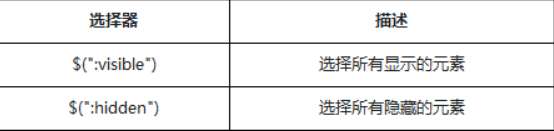 选择器 描述
$(":visible") 选择所有显示的元素
$(":hidden") 选择所有隐藏的元素